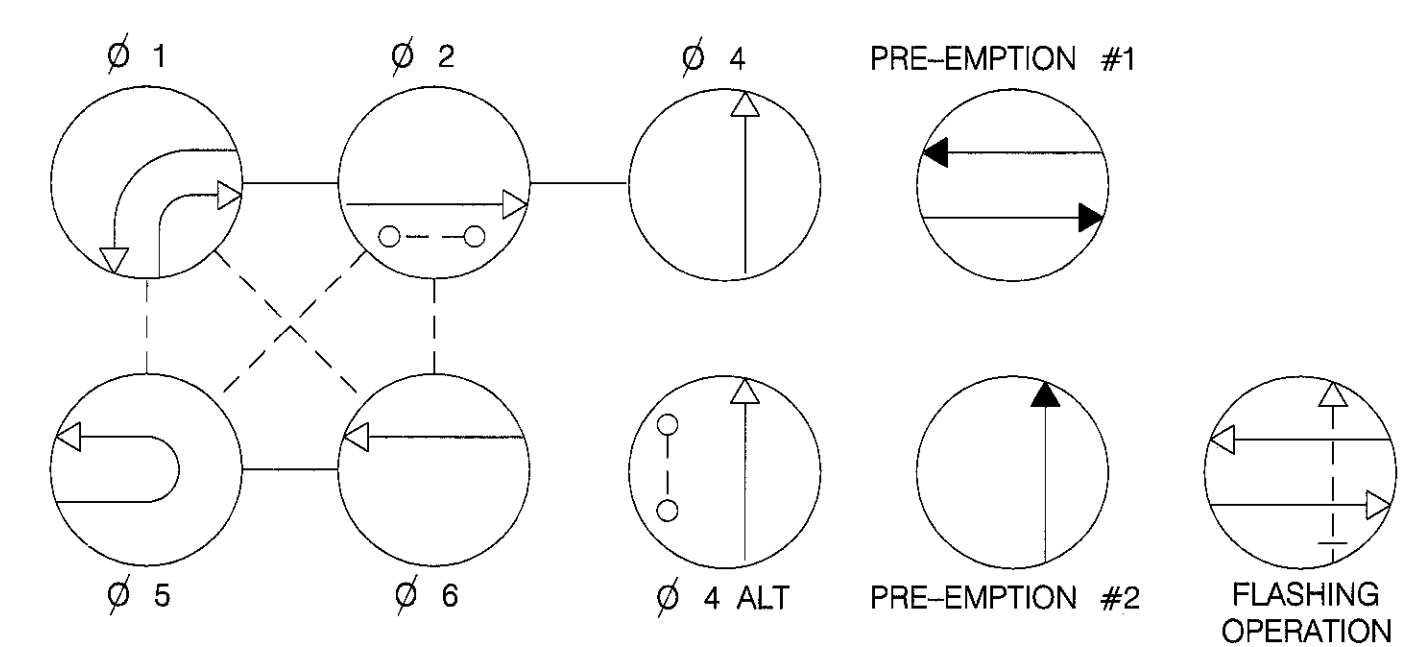 Ø 1
Ø 2
Ø 4
PRE-EMPTION #1
Ø 5
Ø 6
Ø 4 ALT
PRE-EMPTION #2
FLASHING
OPERATION